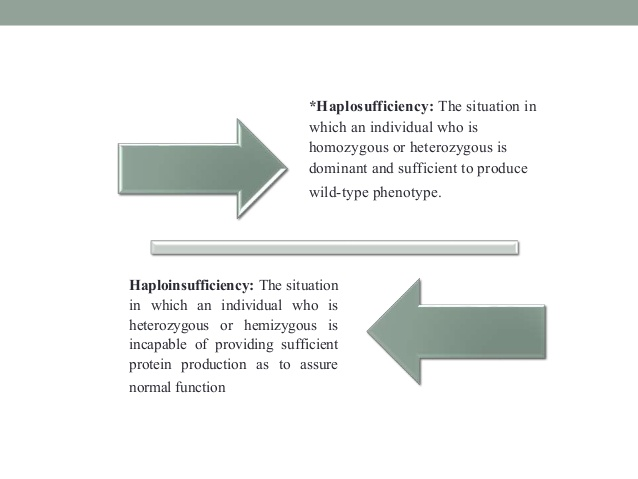 *Haplosufficiency: The situation in
which an individual who is
homozygous or heterozygous is
dominant and sufficient to produce
wild-type phenotype.
Haploinsufficiency: The situation
in which an individual who is
heterozygous or hemizygous is
incapable of providing sufficient
protein production as to assure
normal function